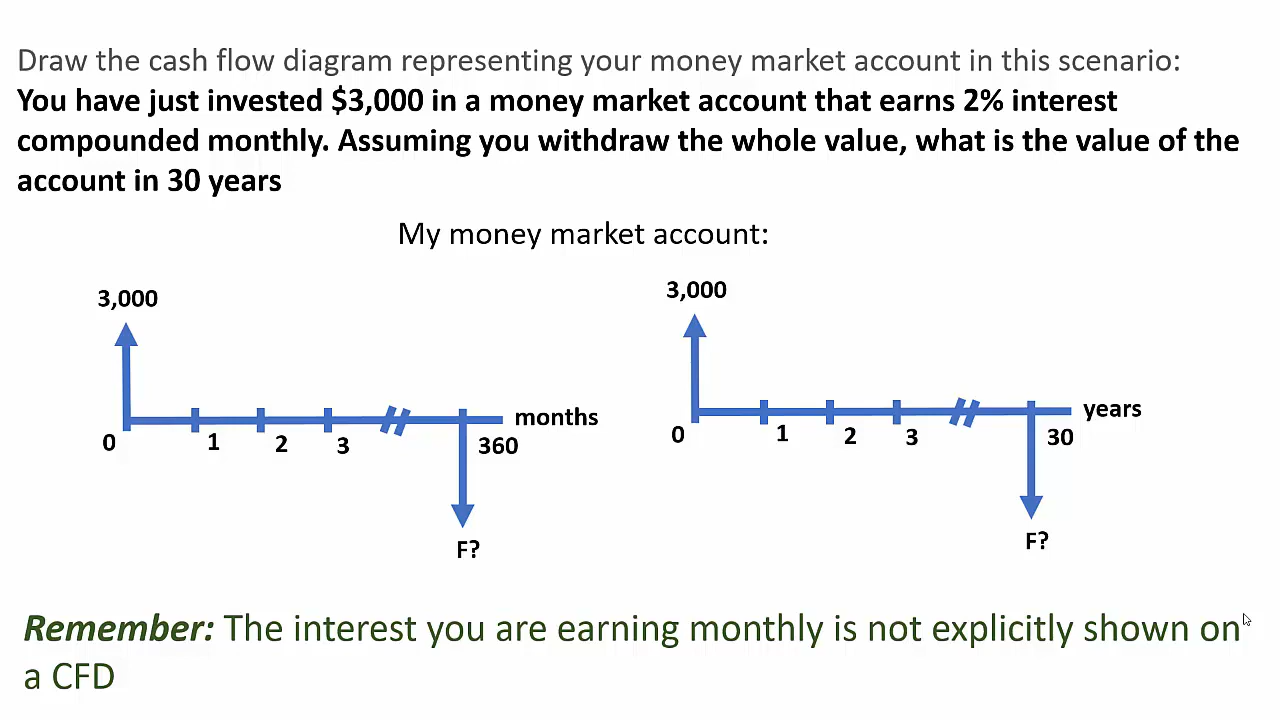 Draw the cash flow diagram representing your money market account in this scenario:
You have just invested $3,000 in a money market account that earns 2% interest
compounded monthly. Assuming you withdraw the whole value, what is the value of the
account in 30 years
My money market account:
3,000
0
1
2
3
360
months
F?
3,000
0
1
2
3
30
years
F?
Remember: The interest you are earning monthly is not explicitly shown on
a CFD